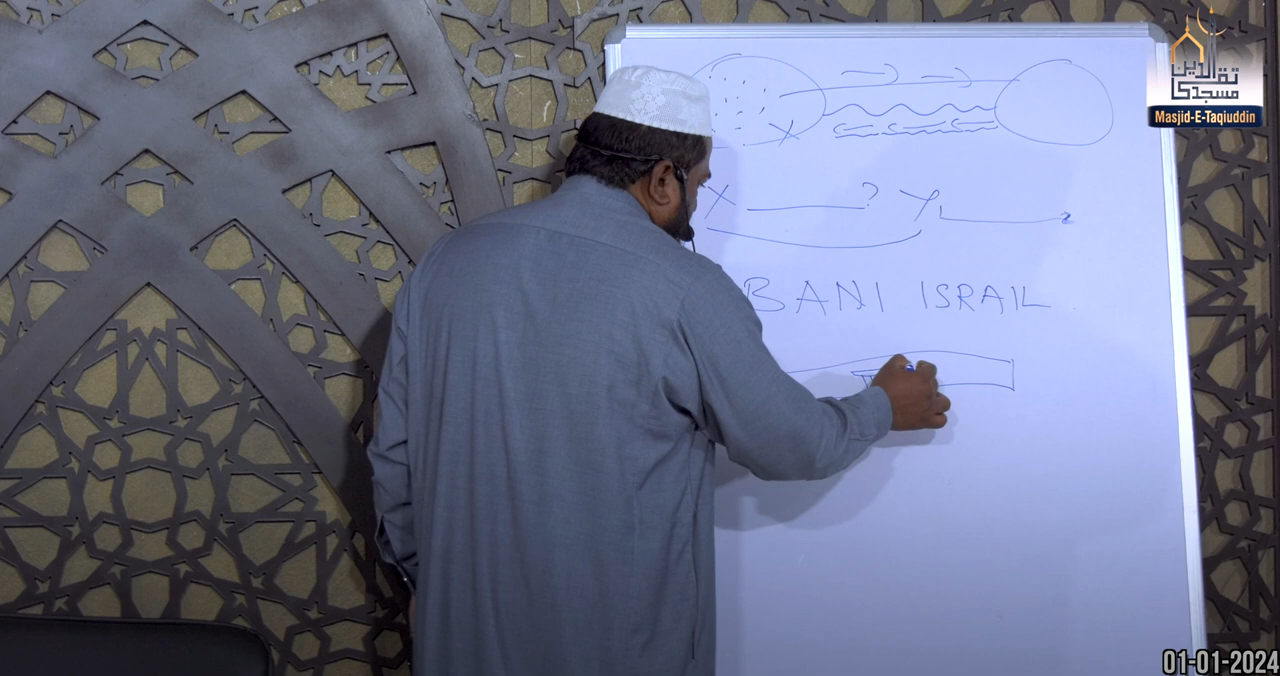 تقی الدین
مسجد
Masjid-E-Taqiuddin
X ? X ?
BANI ISRAIL
01-01-2024